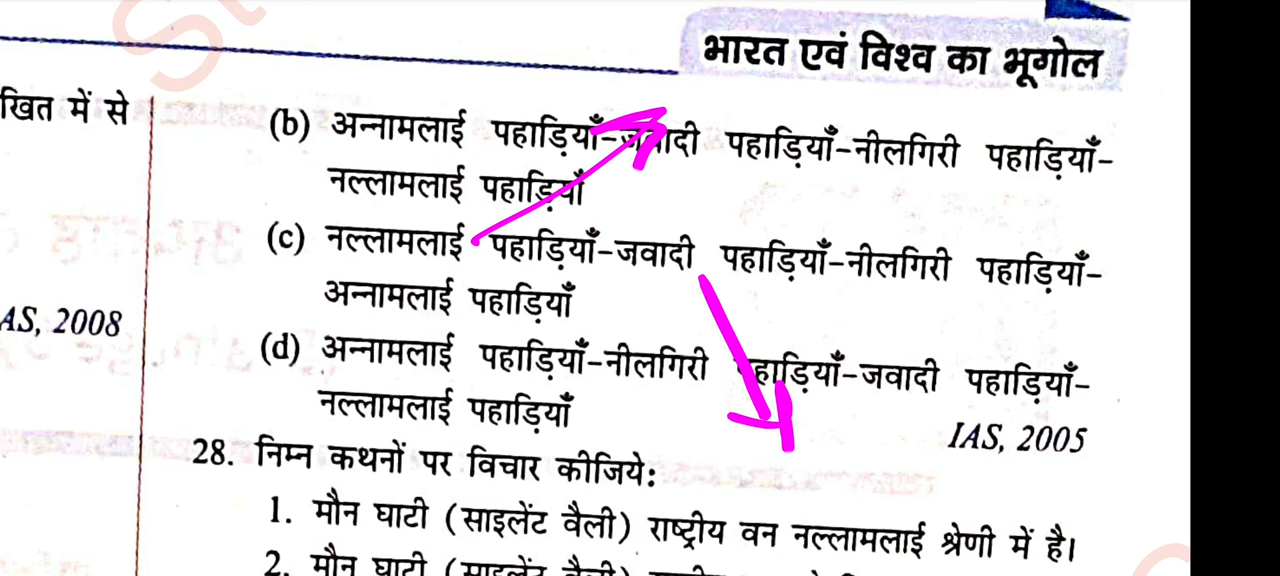 भारत एवं विश्व का भूगोल
खित में से
(b) अन्नामलाई पहाड़ियाँ-जवादी पहाड़ियाँ-नीलगिरी पहाड़ियाँ-
नल्लामलाई पहाड़ियाँ
(c) नल्लामलाई पहाड़ियाँ-जवादी पहाड़ियाँ-नीलगिरी पहाड़ियाँ-
अन्नामलाई पहाड़ियाँ
AS, 2008
(d) अन्नामलाई पहाड़ियाँ-नीलगिरी पहाड़ियाँ-जवादी पहाड़ियाँ-
नल्लामलाई पहाड़ियाँ
IAS, 2005
28. निम्न कथनों पर विचार कीजिये:
1. मौन घाटी (साइलेंट वैली) राष्ट्रीय वन नल्लामलाई श्रेणी में है।
2. मौन घाटी (साइलेंट वैली)